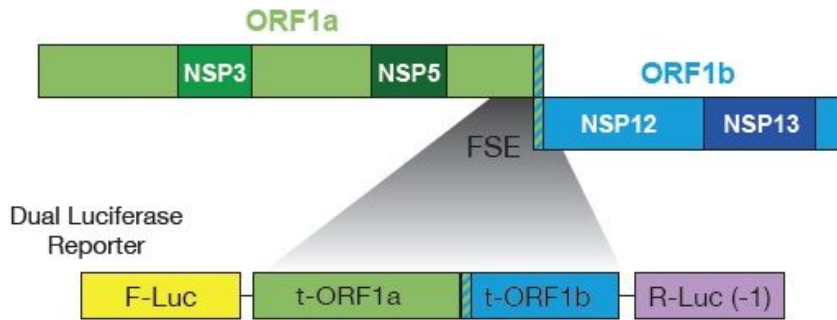 ORF1a
NSP3 NSP5
ORF1b
NSP12 NSP13
FSE
Dual Luciferase
Reporter
F-Luc t-ORF1a t-ORF1b R-Luc (-1)